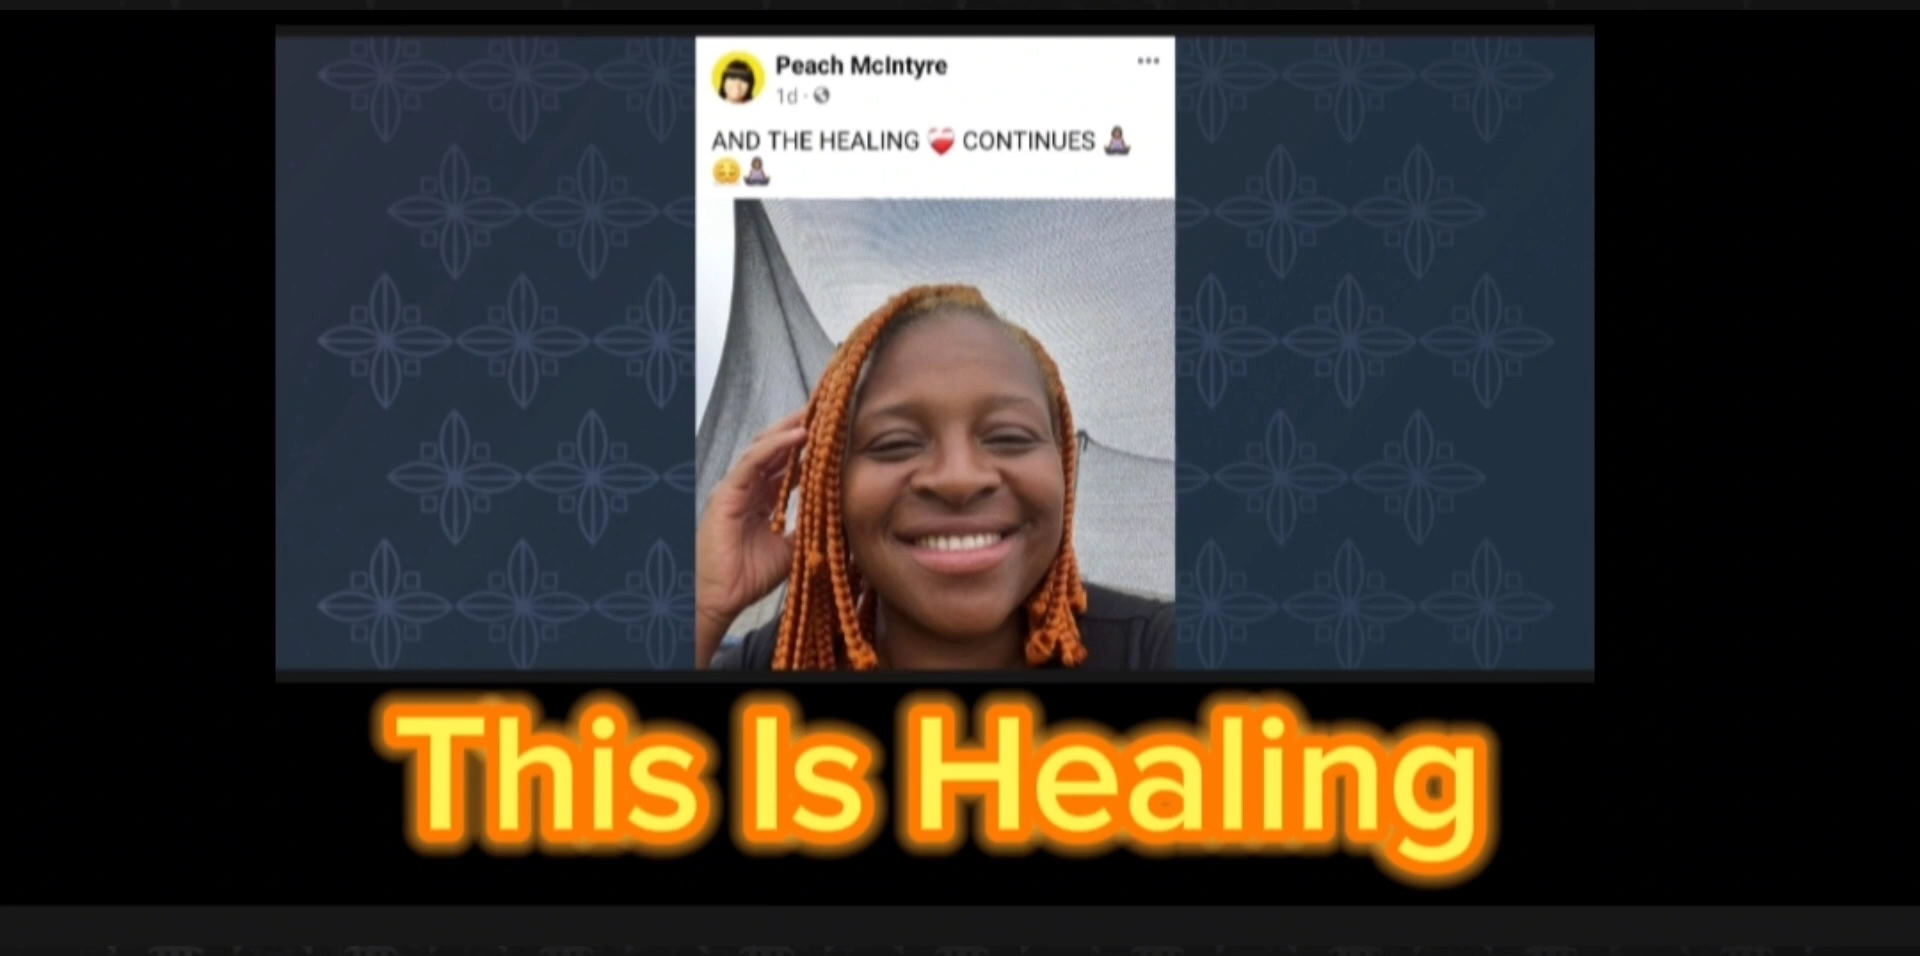 Peach McIntyre
1d ·
AND THE HEALING ❤️‍🩹 CONTINUES 🧘🏾‍♀️
😌🧘🏾‍♀️
This Is Healing